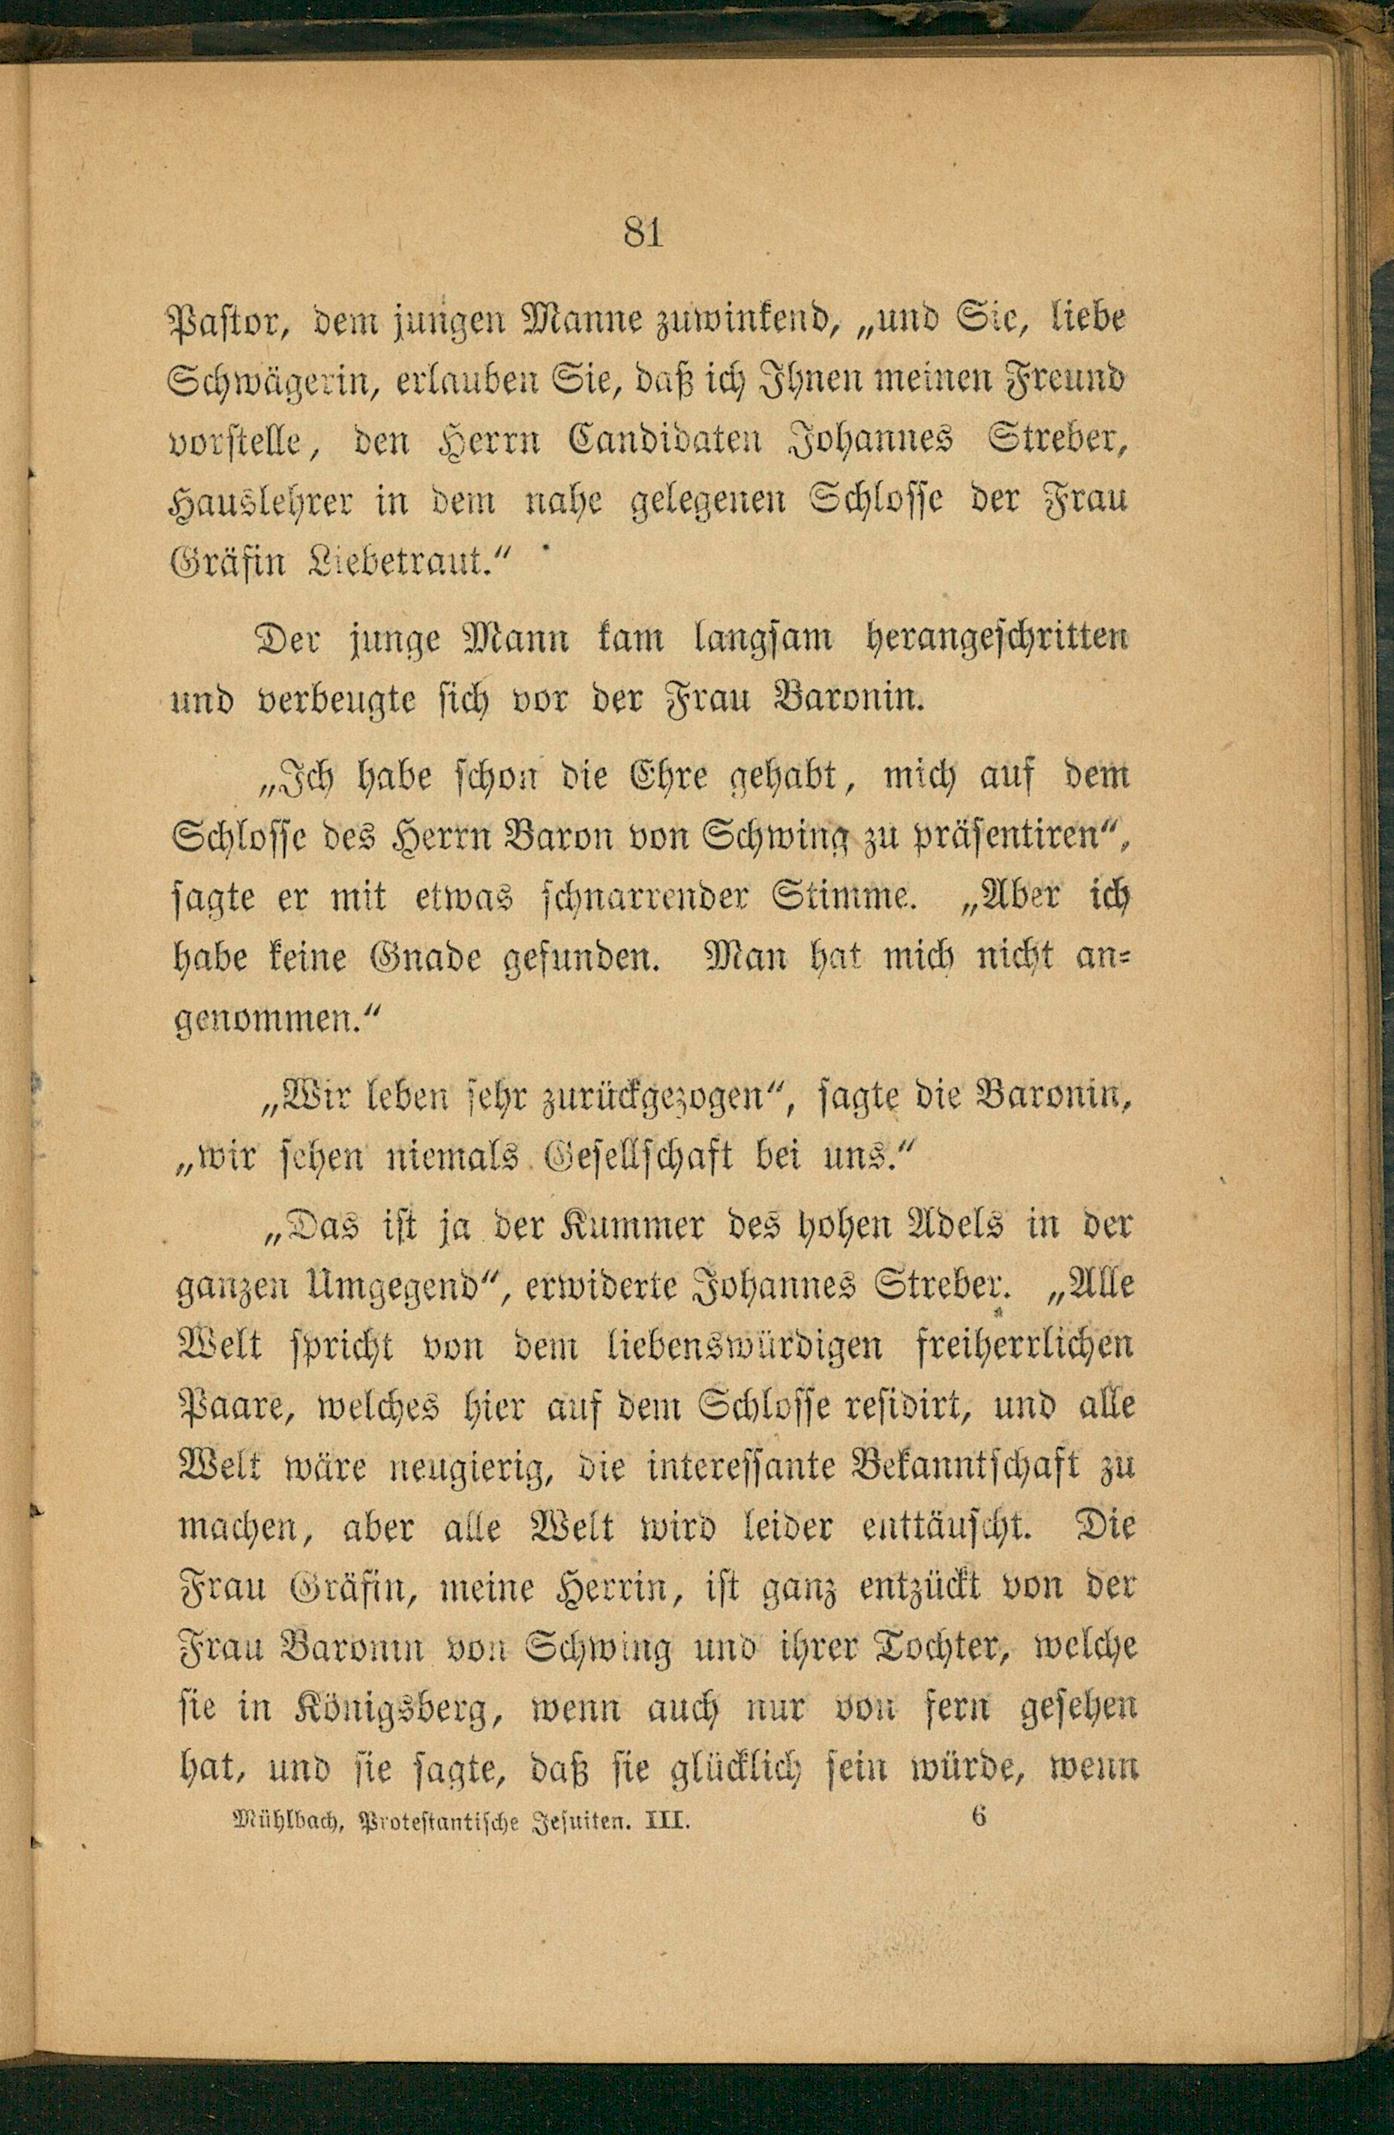 81
Pastor, dem jungen Manne zuwinkend, „und Sie, liebe
Schwägerin, erlauben Sie, daß ich Ihnen meinen Freund
vorstelle, den Herrn Candidaten Johannes Streber,
Hauslehrer in dem nahe gelegenen Schlosse der Frau
Gräfin Liebetraut.“
Der junge Mann kam langsam herangeschritten
und verbeugte sich vor der Frau Baronin.
„Ich habe schon die Ehre gehabt, mich auf dem
Schlosse des Herrn Baron von Schwing zu präsentiren“,
sagte er mit etwas schnarrender Stimme. „Aber ich
habe keine Gnade gefunden. Man hat mich nicht an-
genommen.“
„Wir leben sehr zurückgezogen“, sagte die Baronin,
„wir sehen niemals Gesellschaft bei uns.“
„Das ist ja der Kummer des hohen Adels in der
ganzen Umgegend“, erwiderte Johannes Streber. „Alle
Welt spricht von dem liebenswürdigen freiherrlichen
Paare, welches hier auf dem Schlosse residirt, und alle
Welt wäre neugierig, die interessante Bekanntschaft zu
machen, aber alle Welt wird leider enttäuscht. Die
Frau Gräfin, meine Herrin, ist ganz entzückt von der
Frau Baronin von Schwing und ihrer Tochter, welche
sie in Königsberg, wenn auch nur von fern gesehen
hat, und sie sagte, daß sie glücklich sein würde, wenn
Mühlbach, Protestantische Jesuiten. III. 6